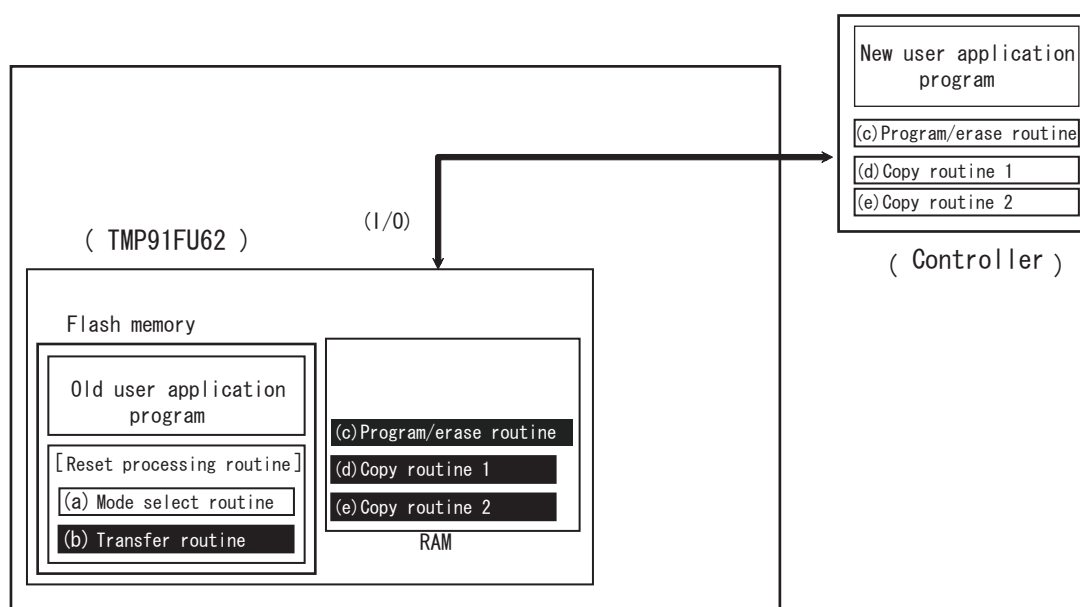 New user application
program
(c)Program/erase routine
(d)Copy routine 1
(e)Copy routine 2
( Controller )
(I/O)
( TMP91FU62 )
Flash memory
Old user application
program
[Reset processing routine]
(a) Mode select routine
(b) Transfer routine
(c)Program/erase routine
(d)Copy routine 1
(e)Copy routine 2
RAM